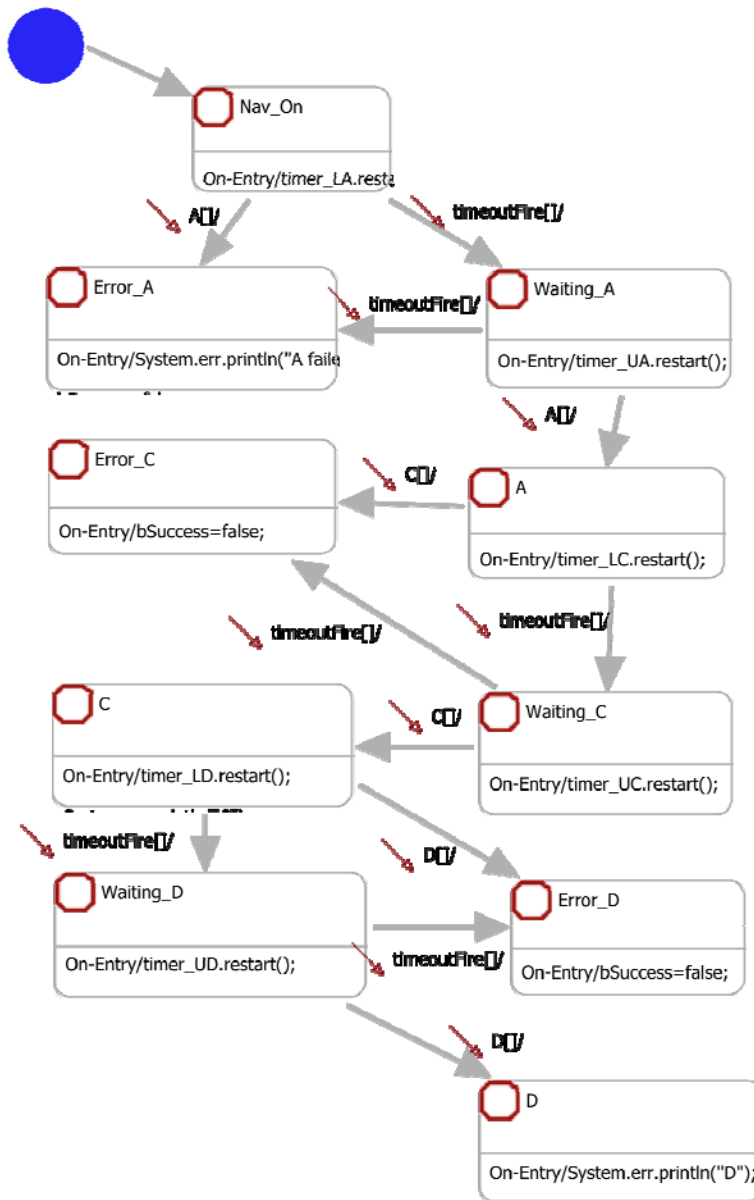 Nav_On
On-Entry/timer_LA.resta
A[]/
timeoutFire[]/
Error_A
On-Entry/System.err.println("A faile
timeoutFire[]/
Waiting_A
On-Entry/timer_UA.restart();
A[]/
Error_C
On-Entry/bSuccess=false;
C[]/
A
On-Entry/timer_LC.restart();
timeoutFire[]/
timeoutFire[]/
C
On-Entry/timer_LD.restart();
C[]/
Waiting_C
On-Entry/timer_UC.restart();
timeoutFire[]/
D[]/
Waiting_D
On-Entry/timer_UD.restart();
Error_D
On-Entry/bSuccess=false;
timeoutFire[]/
D[]/
D
On-Entry/System.err.println("D");